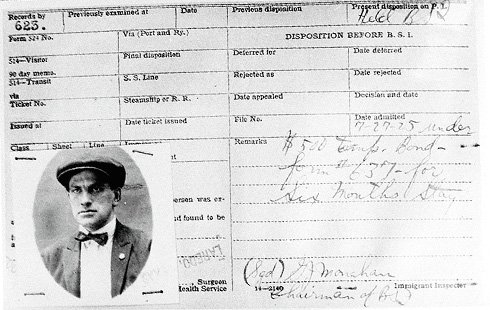 Records by
623.
Previously examined at
Date
Previous disposition
Present disposition on P. I.
Held B. S. I.
Form 524 No.
Via (Port and Ry.)
DISPOSITION BEFORE B. S. I.
514—Visitor
Final disposition
Deferred for
Date deferred
90 day memo.
514—Transit
S. S. Line
Rejected as
Date rejected
via
Ticket No.
Steamship or R. R.
Date appealed
Decision and date
Issued at
Date ticket issued
File No.
Date admitted
7-27-25 under
Class
Sheet
Line
Remarks
$500 Temp. Bond-
form # 637- for
Six Months Stay
person was ex-
nd found to be
Surgeon
Health Service
(Sgd) Monahan
14—2140
Immigrant Inspector
Chairman of B.S.I.